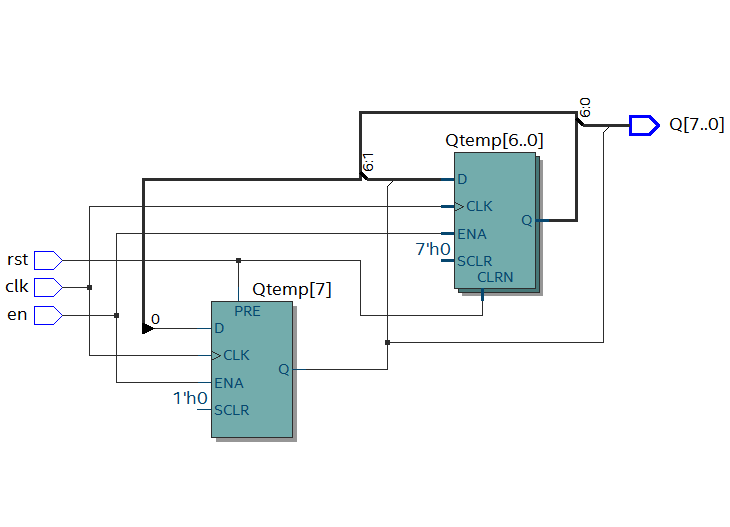 6:0
Q[7..0]
Qtemp[6..0]
6:1
D
CLK
Q
ENA
7'h0
SCLR
CLRN
rst
clk
en
Qtemp[7]
PRE
0
D
CLK
Q
ENA
1'h0
SCLR